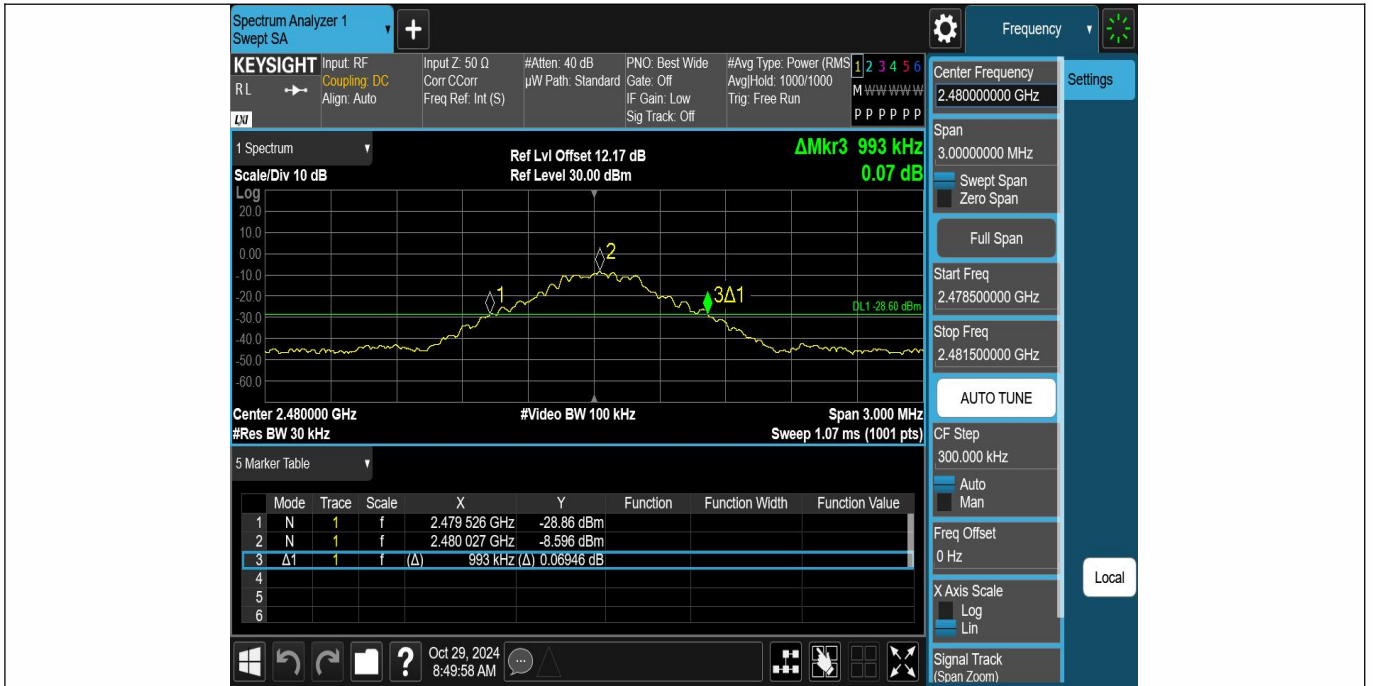 Spectrum Analyzer 1
Swept SA
Frequency
KEYSIGHT
RL
LXI
Input: RF
Coupling: DC
Align: Auto
Input Z: 50 Ω
Corr CCorr
Freq Ref: Int (S)
#Atten: 40 dB
µW Path: Standard
PNO: Best Wide
Gate: Off
IF Gain: Low
Sig Track: Off
#Avg Type: Power (RMS
Avg|Hold: 1000/1000
Trig: Free Run
1 2 3 4 5 6
M W W W W W
P P P P P P
1 Spectrum
Scale/Div 10 dB
Ref Lvl Offset 12.17 dB
Ref Level 30.00 dBm
ΔMkr3 993 kHz
0.07 dB
Log
20.0
10.0
0.00
-10.0
-20.0
-30.0
-40.0
-50.0
-60.0
1
2
3Δ1
DL1 -28.60 dBm
Center 2.480000 GHz
#Video BW 100 kHz
Span 3.000 MHz
#Res BW 30 kHz
Sweep 1.07 ms (1001 pts)
5 Marker Table
Mode Trace Scale X Y Function Function Width Function Value
1 N 1 f 2.479 526 GHz -28.86 dBm
2 N 1 f 2.480 027 GHz -8.596 dBm
3 Δ1 1 f (Δ) 993 kHz (Δ) 0.06946 dB
4
5
6
Oct 29, 2024
8:49:58 AM
Center Frequency
2.480000000 GHz
Settings
Span
3.00000000 MHz
Swept Span
Zero Span
Full Span
Start Freq
2.478500000 GHz
Stop Freq
2.481500000 GHz
AUTO TUNE
CF Step
300.000 kHz
Auto
Man
Freq Offset
0 Hz
Local
X Axis Scale
Log
Lin
Signal Track
(Span Zoom)